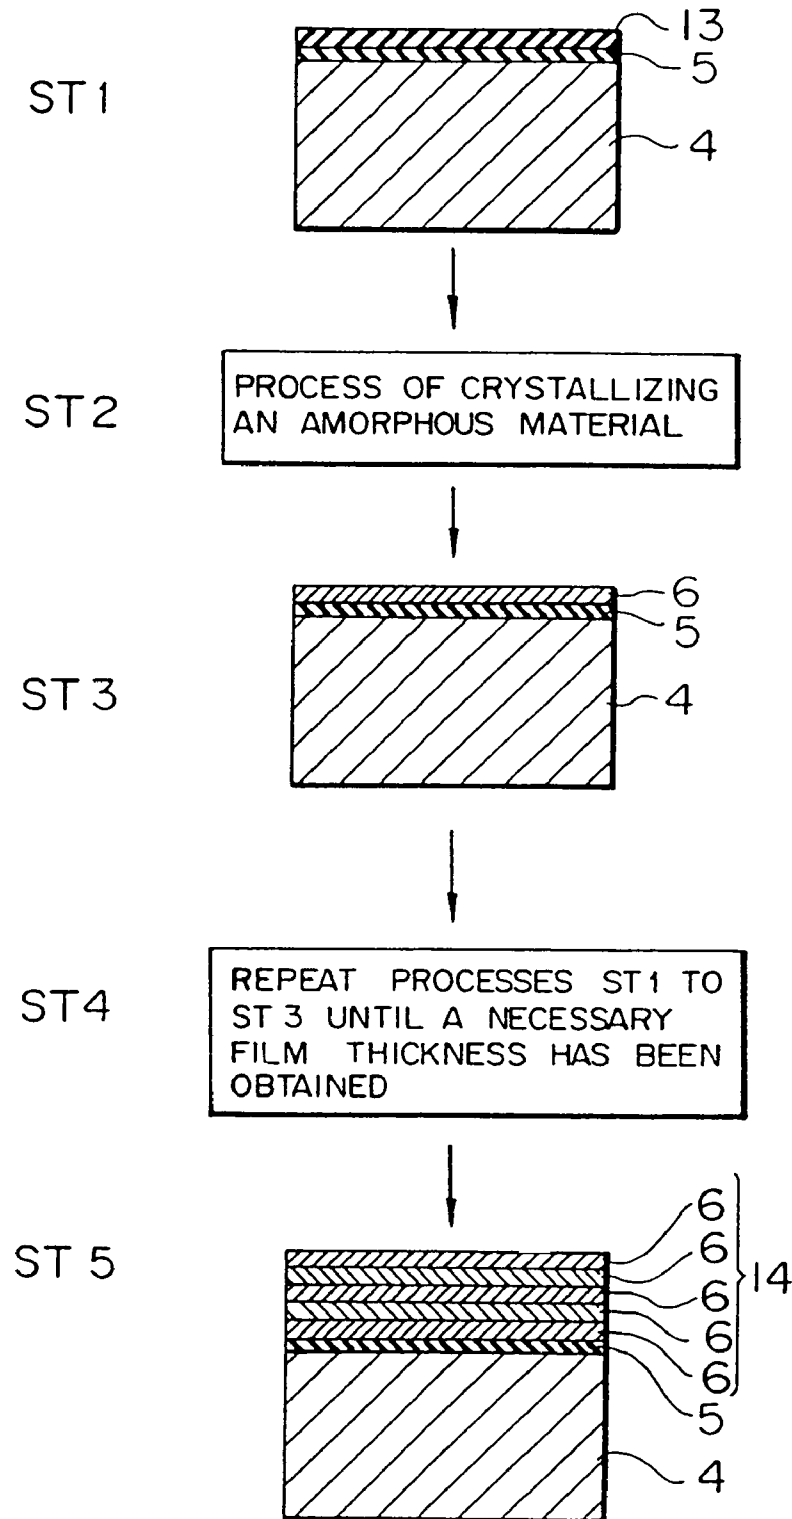 13
5
ST1
4
ST2
PROCESS OF CRYSTALLIZING
AN AMORPHOUS MATERIAL
6
5
ST3
4
ST4
REPEAT PROCESSES ST1 TO
ST3 UNTIL A NECESSARY
FILM THICKNESS HAS BEEN
OBTAINED
ST5
6
6
6
6
6
14
5
4